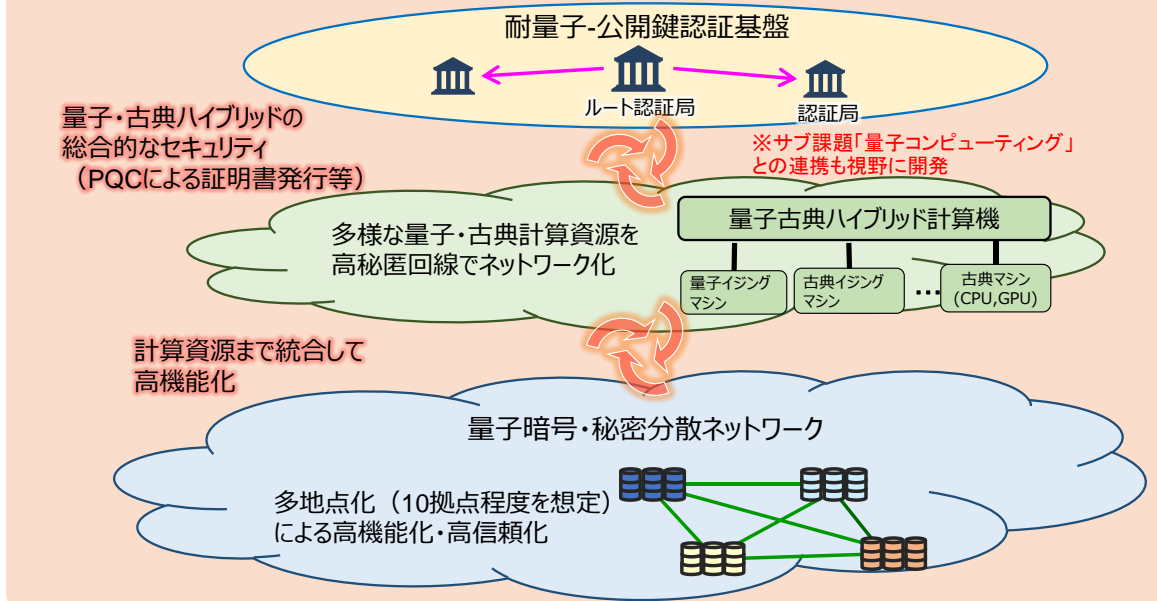 耐量子-公開鍵認証基盤
ルート認証局
認証局
量子・古典ハイブリッドの
総合的なセキュリティ
（PQCによる証明書発行等）
※サブ課題「量子コンピューティング」
との連携も視野に開発
多様な量子・古典計算資源を
高秘匿回線でネットワーク化
量子古典ハイブリッド計算機
量子イジング
マシン
古典イジング
マシン
…
古典マシン
(CPU,GPU)
計算資源まで統合して
高機能化
量子暗号・秘密分散ネットワーク
多地点化（10拠点程度を想定）
による高機能化・高信頼化